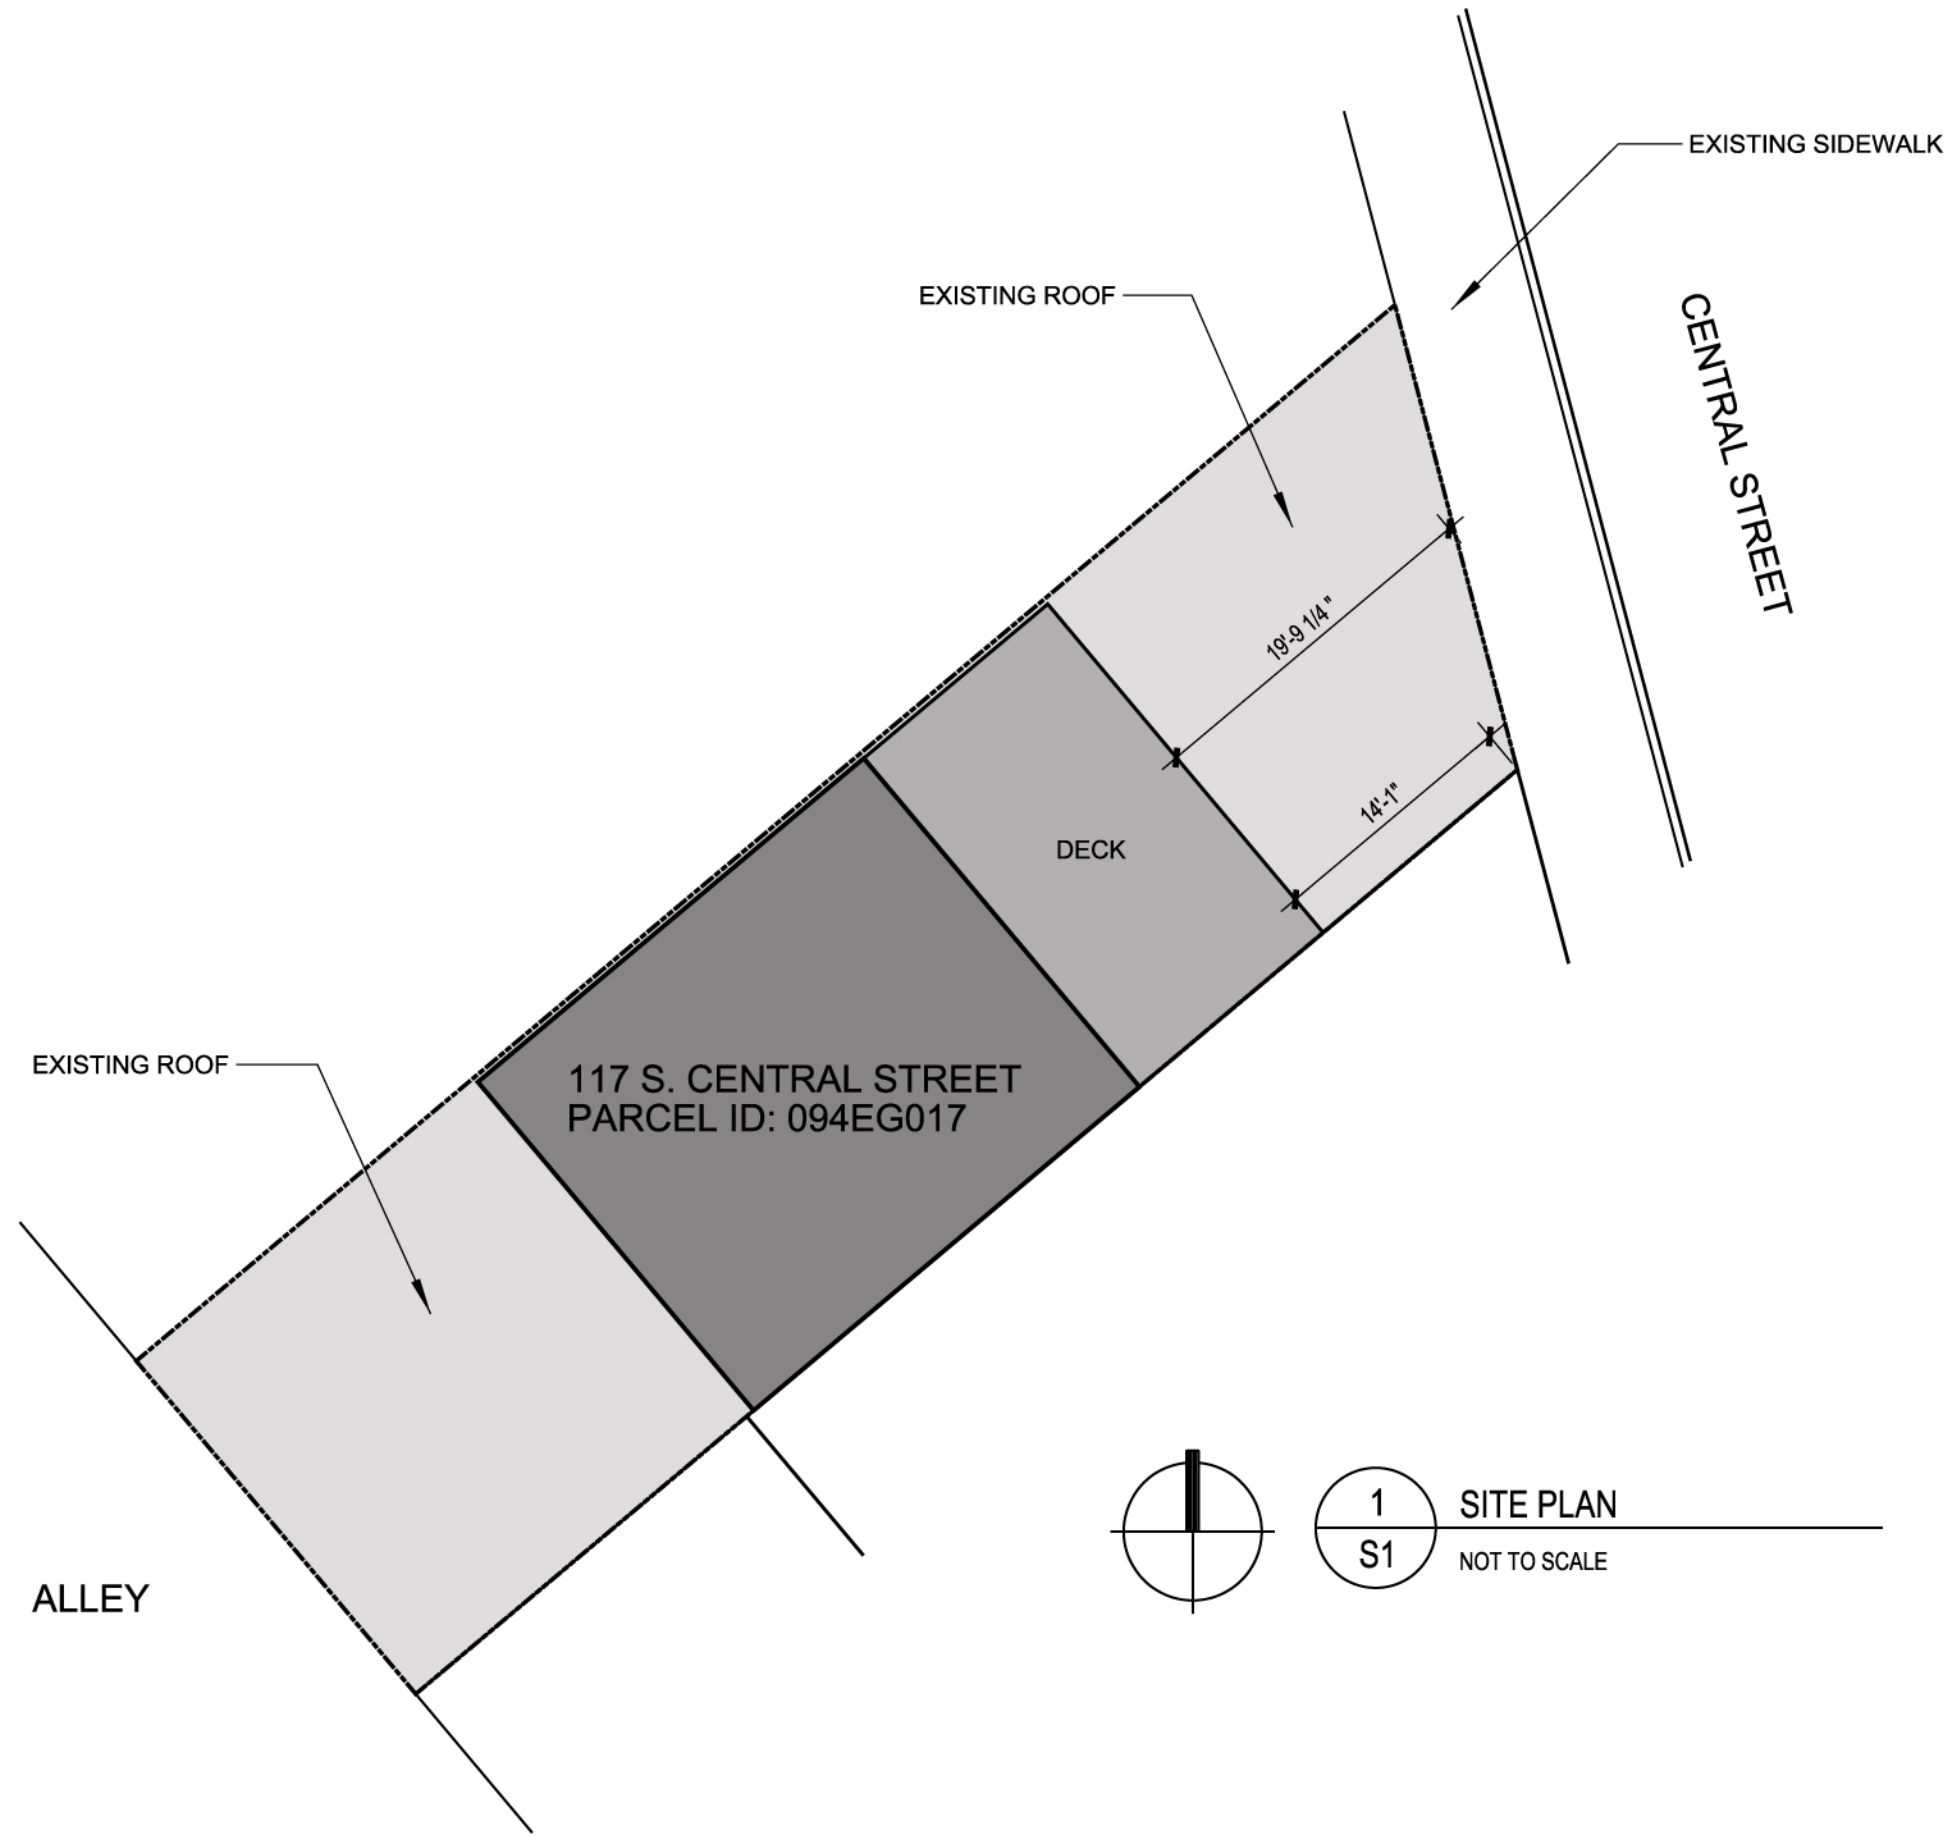 EXISTING SIDEWALK
EXISTING ROOF
CENTRAL STREET
19'-9 1/4 "
14'-1"
DECK
EXISTING ROOF
117 S. CENTRAL STREET
PARCEL ID: 094EG017
ALLEY
1
S1
SITE PLAN
NOT TO SCALE